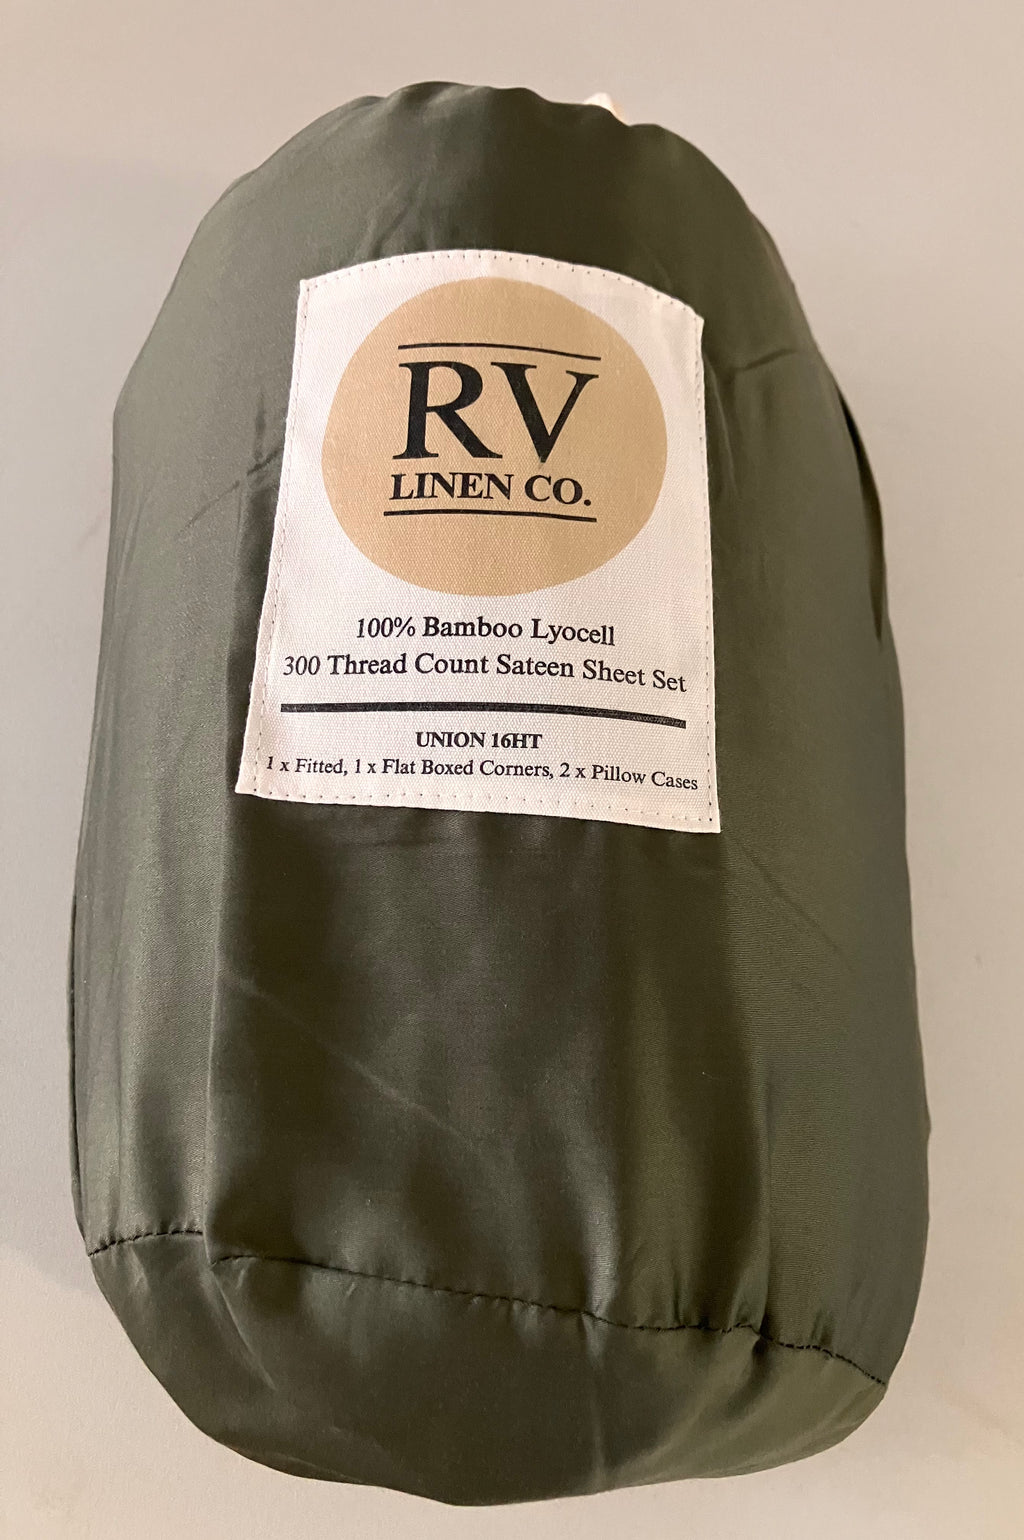 RV
LINEN CO.
100% Bamboo Lyocell
300 Thread Count Sateen Sheet Set
UNION 16HT
1 x Fitted, 1 x Flat Boxed Corners, 2 x Pillow Cases